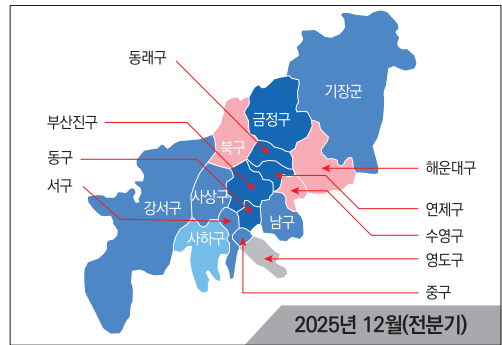 동래구
기장군
금정구
부산진구
북구
동구
해운대구
서구
사상구
강서구
연제구
남구
수영구
사하구
영도구
중구
2025년 12월(전분기)